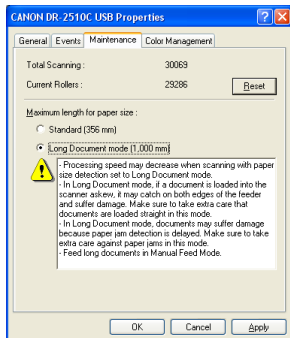 CANON DR-2510C USB Properties
General Events Maintenance Color Management
Total Scanning : 30069
Current Rollers : 29286 Reset
Maximum length for paper size :
Standard (356 mm)
Long Document mode (1,000 mm)
- Processing speed may decrease when scanning with paper
size detection set to Long Document mode.
- In Long Document mode, if a document is loaded into the
scanner askew, it may catch on both edges of the feeder
and suffer damage. Make sure to take extra care that
documents are loaded straight in this mode.
- In Long Document mode, documents may suffer damage
because paper jam detection is delayed. Make sure to take
extra care against paper jams in this mode.
- Feed long documents in Manual Feed Mode.
OK Cancel Apply